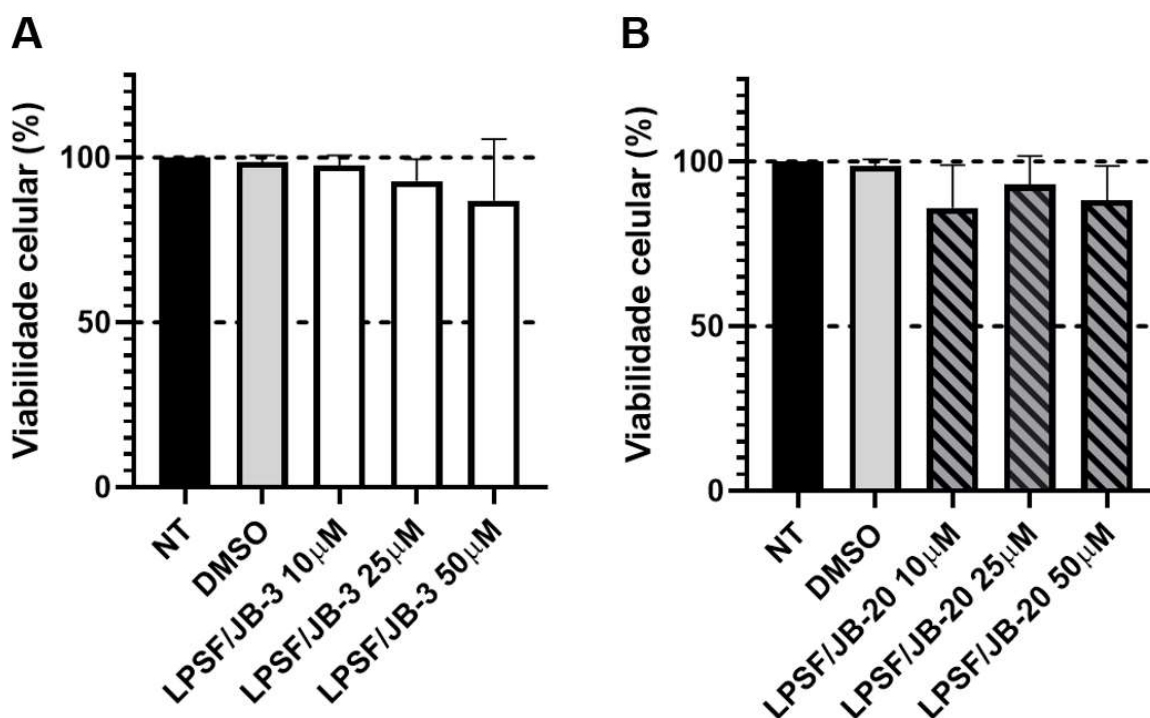 A
Viabilidade celular (%)
100
50
0
NT
DMSO
LPSF/JB-3 10μM
LPSF/JB-3 25μM
LPSF/JB-3 50μM
B
Viabilidade celular (%)
100
50
0
NT
DMSO
LPSF/JB-20 10μM
LPSF/JB-20 25μM
LPSF/JB-20 50μM